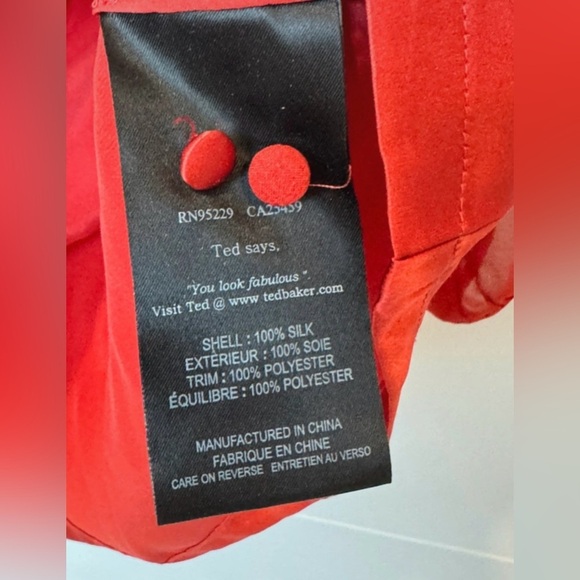 RN95229 CA25459
Ted says,
"You look fabulous".
Visit Ted @ www.tedbaker.com
SHELL : 100% SILK
EXTÉRIEUR : 100% SOIE
TRIM : 100% POLYESTER
ÉQUILIBRE : 100% POLYESTER
MANUFACTURED IN CHINA
FABRIQUE EN CHINE
CARE ON REVERSE ENTRETIEN AU VERSO